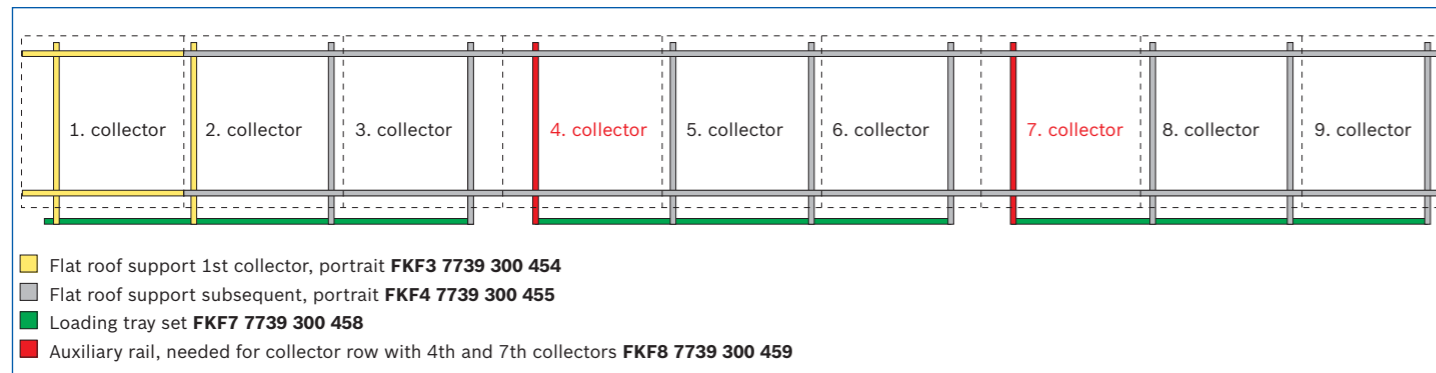 1. collector 2. collector 3. collector 4. collector 5. collector 6. collector 7. collector 8. collector 9. collector
Flat roof support 1st collector, portrait FKF3 7739 300 454
Flat roof support subsequent, portrait FKF4 7739 300 455
Loading tray set FKF7 7739 300 458
Auxiliary rail, needed for collector row with 4th and 7th collectors FKF8 7739 300 459